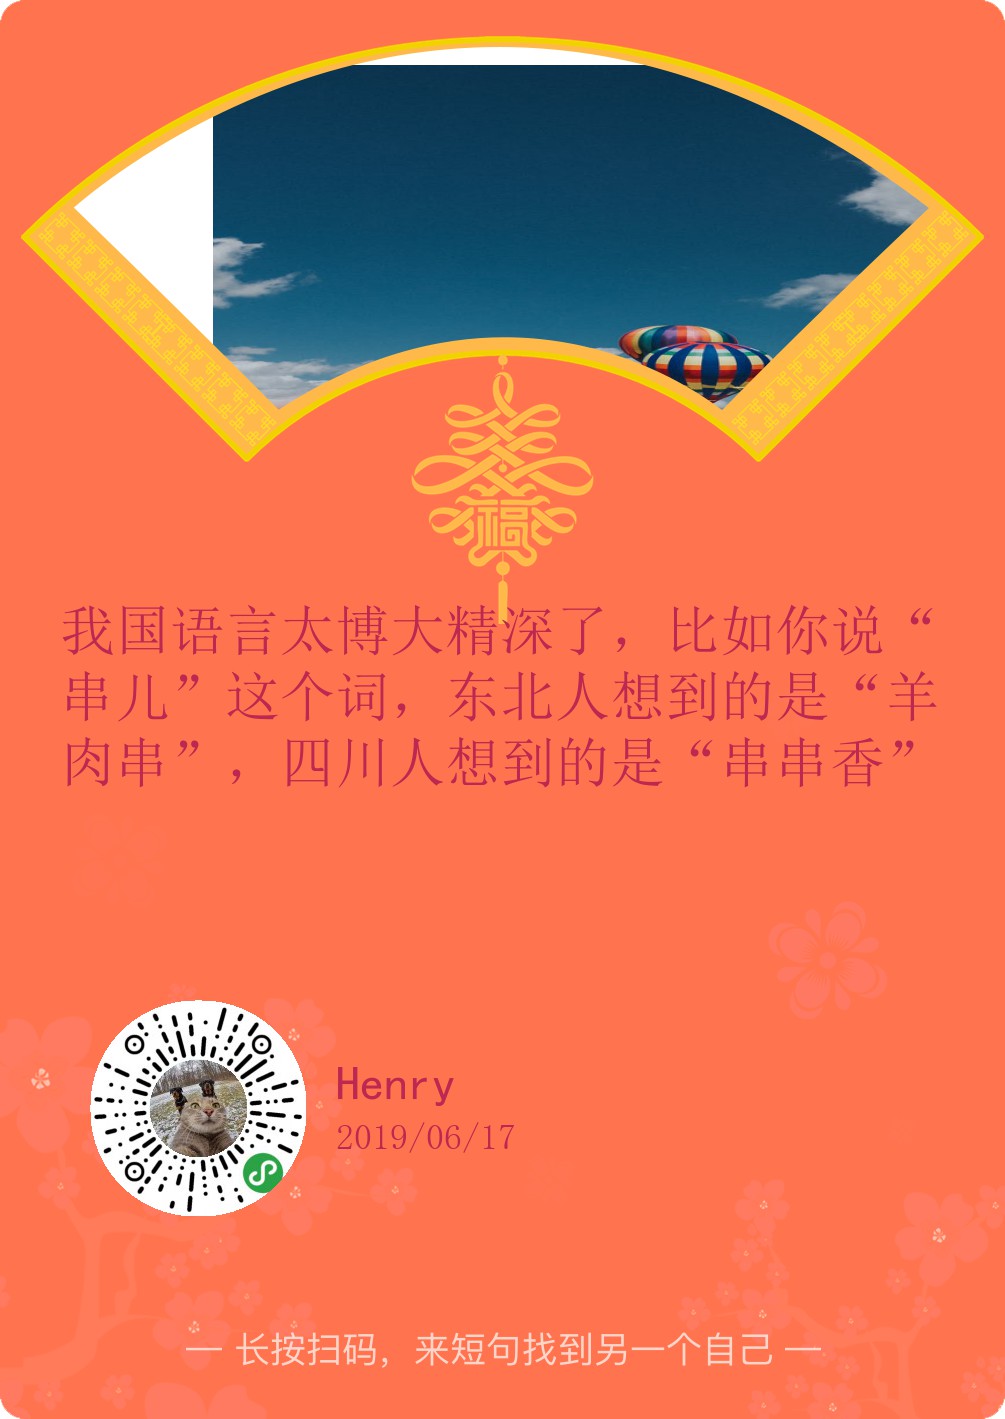 福
我国语言太博大精深了，比如你说“
串儿”这个词，东北人想到的是“羊
肉串”，四川人想到的是“串串香”
Henry
2019/06/17
— 长按扫码，来短句找到另一个自己 —